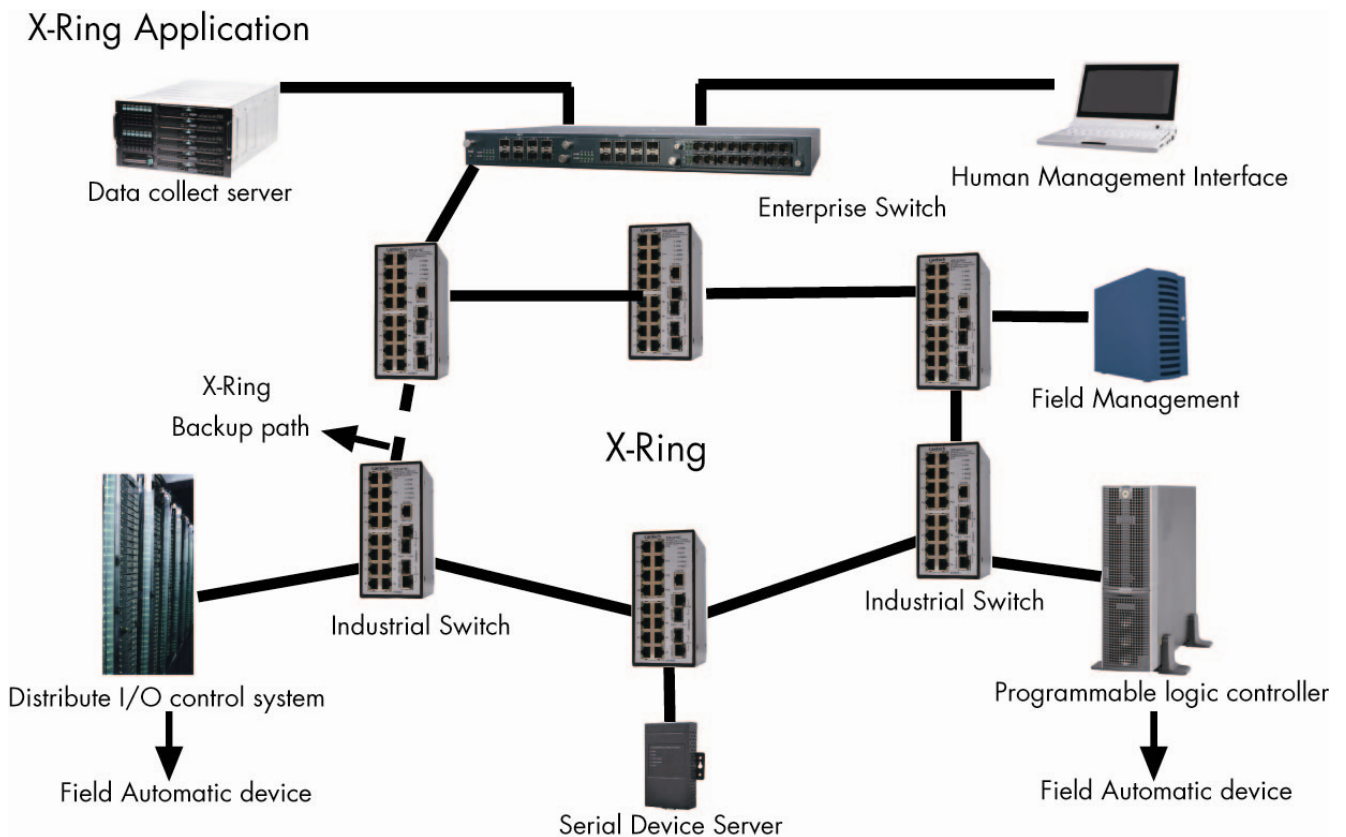 X-Ring Application
Data collect server
Human Management Interface
Enterprise Switch
X-Ring
Backup path
Field Management
X-Ring
Industrial Switch
Industrial Switch
Distribute I/O control system
Programmable logic controller
Field Automatic device
Field Automatic device
Serial Device Server